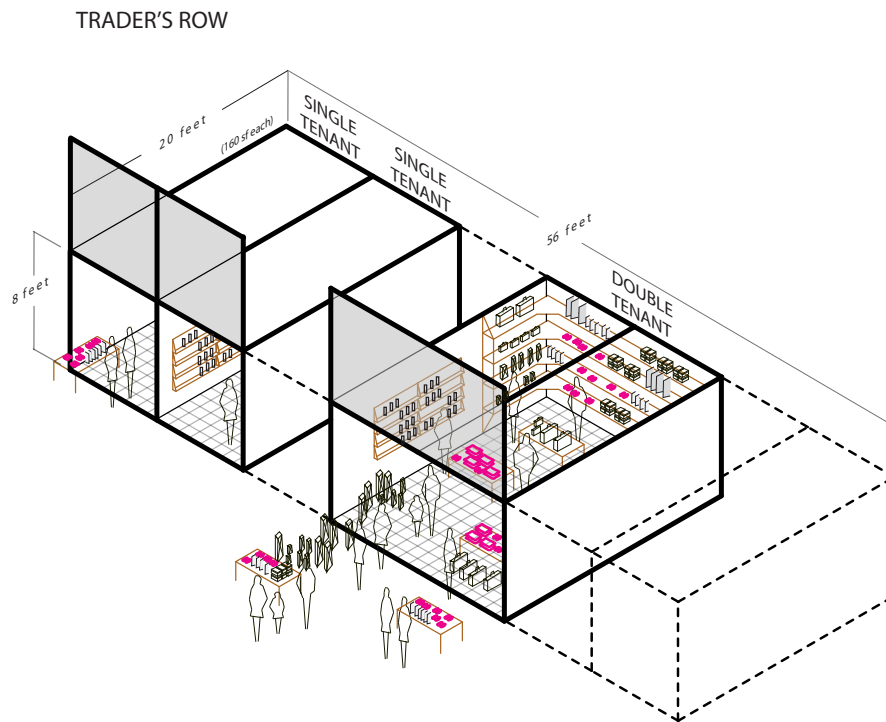 TRADER'S ROW
20 feet
(160 sf each)
SINGLE
TENANT
SINGLE
TENANT
56 feet
8 feet
DOUBLE
TENANT